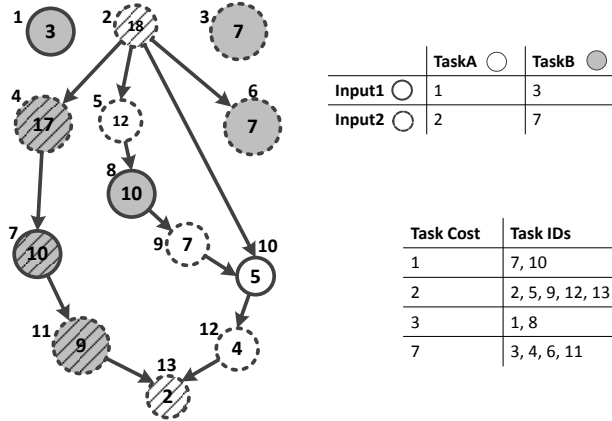 1 3
2 18
3 7
4 17
5 12
6 7
8 10
7 10
9 7
10 5
11 9
12 4
13 2
TaskA TaskB
Input1 1 3
Input2 2 7
Task Cost Task IDs
1 7, 10
2 2, 5, 9, 12, 13
3 1, 8
7 3, 4, 6, 11